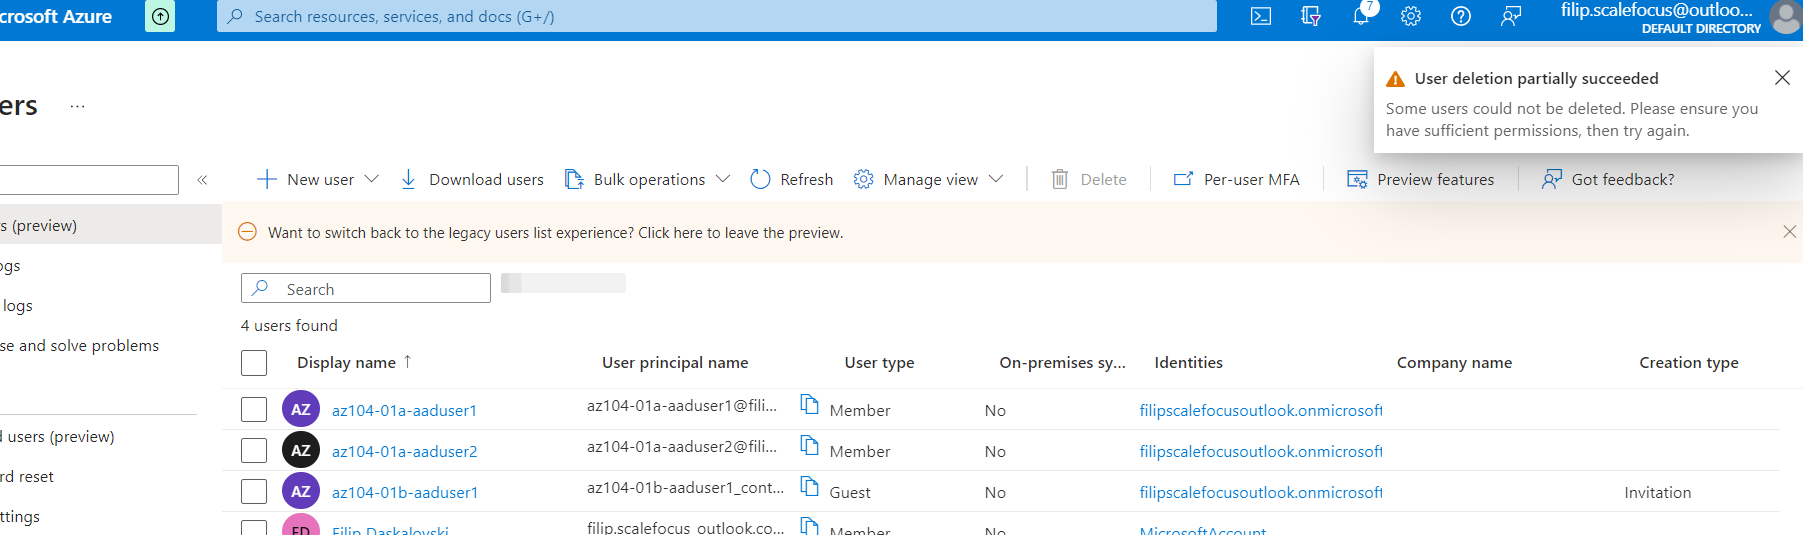 crosoft Azure
Search resources, services, and docs (G+/)
7
filip.scalefocus@outloo...
DEFAULT DIRECTORY
User deletion partially succeeded
Some users could not be deleted. Please ensure you
have sufficient permissions, then try again.
ers ...
«
New user
Download users
Bulk operations
Refresh
Manage view
Delete
Per-user MFA
Preview features
Got feedback?
s (preview)
ogs
logs
se and solve problems
d users (preview)
rd reset
ttings
Want to switch back to the legacy users list experience? Click here to leave the preview.
Search
4 users found
Display name ↑ User principal name User type On-premises sy... Identities Company name Creation type
AZ az104-01a-aaduser1 az104-01a-aaduser1@fili... Member No filipscalefocusoutlook.onmicrosoft
AZ az104-01a-aaduser2 az104-01a-aaduser2@fili... Member No filipscalefocusoutlook.onmicrosoft
AZ az104-01b-aaduser1 az104-01b-aaduser1_cont... Guest No filipscalefocusoutlook.onmicrosoft Invitation
FD Filip Daskalovski filip.scalefocus_outlook.co... Member No MicrosoftAccount